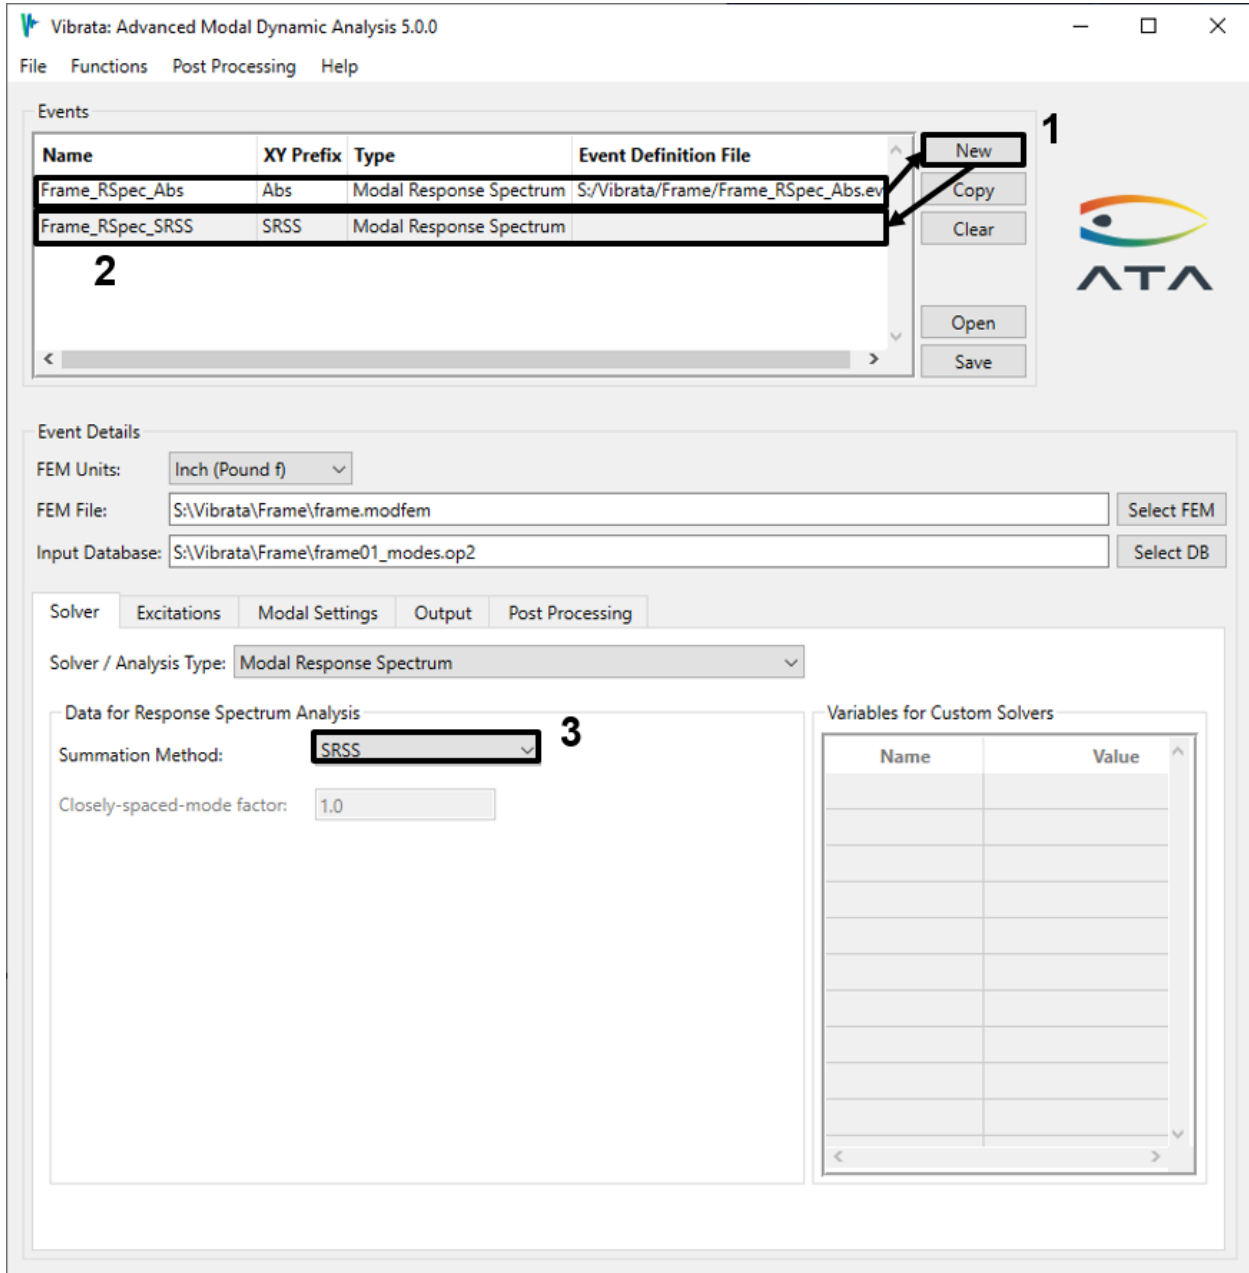 Vibrata: Advanced Modal Dynamic Analysis 5.0.0
File Functions Post Processing Help
Events
1
Name XY Prefix Type Event Definition File
New
Frame_RSpec_Abs Abs Modal Response Spectrum S:/Vibrata/Frame/Frame_RSpec_Abs.ev
Copy
Frame_RSpec_SRSS SRSS Modal Response Spectrum
Clear
2
ATA
Open
Save
Event Details
FEM Units: Inch (Pound f)
FEM File: S:\Vibrata\Frame\frame.modfem Select FEM
Input Database: S:\Vibrata\Frame\frame01_modes.op2 Select DB
Solver Excitations Modal Settings Output Post Processing
Solver / Analysis Type: Modal Response Spectrum
Data for Response Spectrum Analysis
Variables for Custom Solvers
Summation Method: SRSS
3
Name Value
Closely-spaced-mode factor: 1.0